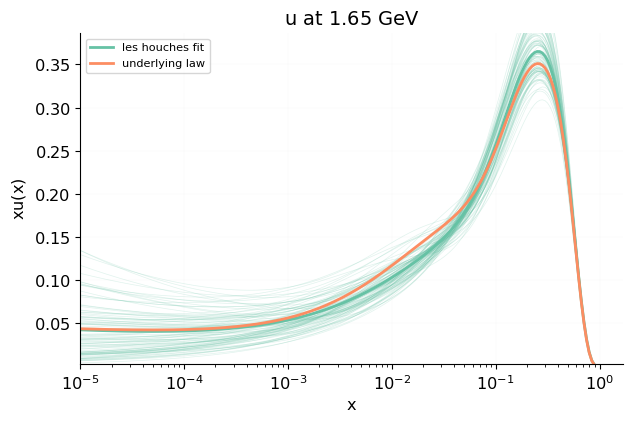 u at 1.65 GeV
les houches fit
underlying law
xu(x)
0.35
0.30
0.25
0.20
0.15
0.10
0.05
10⁻⁵
10⁻⁴
10⁻³
10⁻²
10⁻¹
10⁰
x